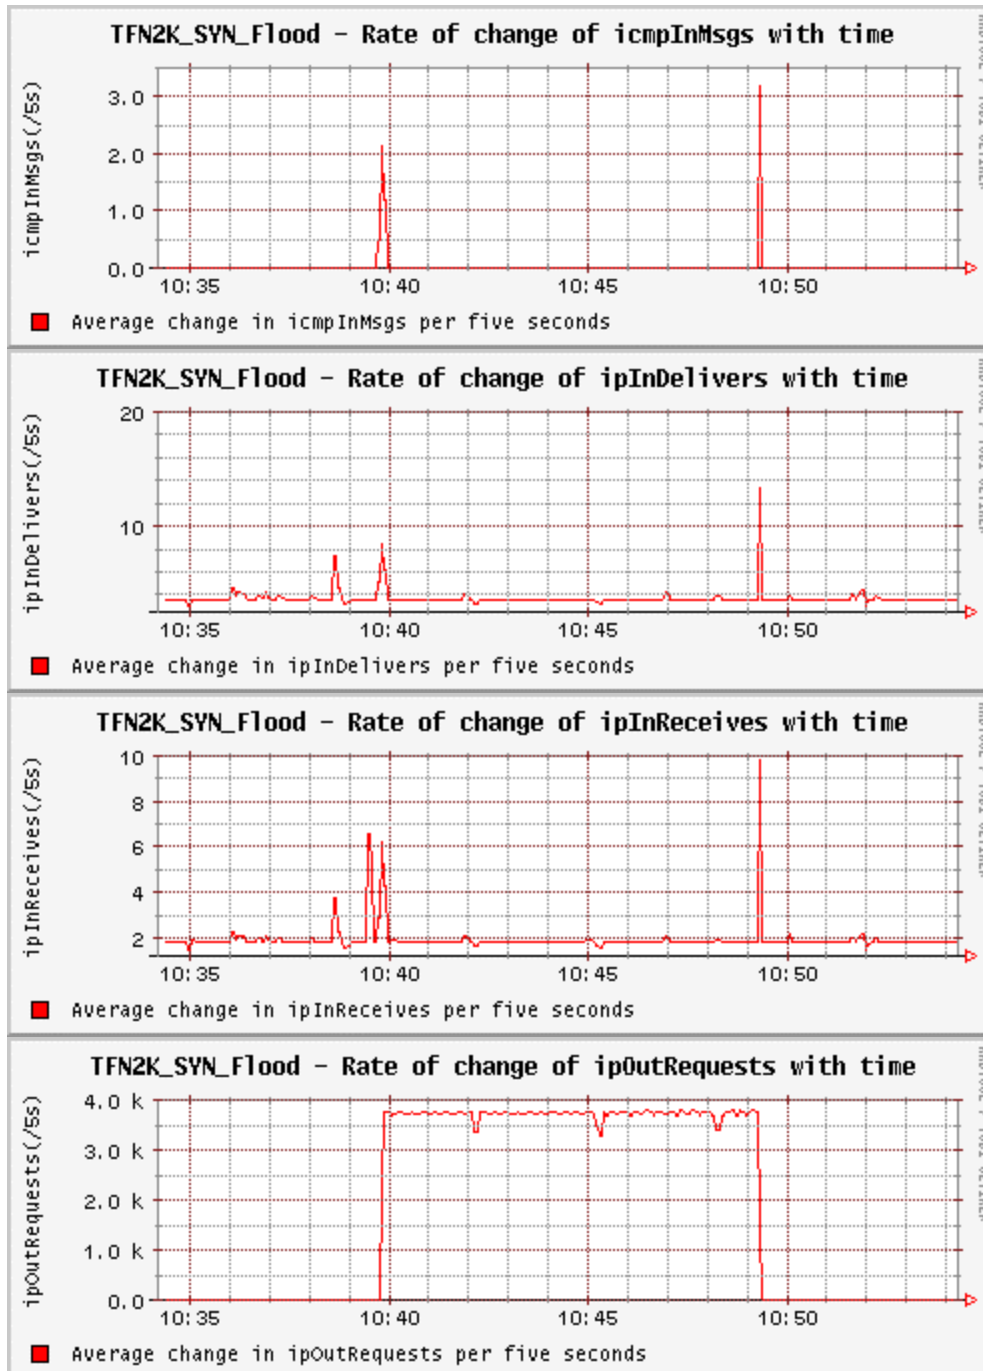 TFN2K_SYN_Flood - Rate of change of icmpInMsgs with time
icmpInMsgs(/5s)
3.0
2.0
1.0
0.0
10:35 10:40 10:45 10:50
Average change in icmpInMsgs per five seconds
TFN2K_SYN_Flood - Rate of change of ipInDelivers with time
ipInDelivers(/5s)
20
10
10:35 10:40 10:45 10:50
Average change in ipInDelivers per five seconds
TFN2K_SYN_Flood - Rate of change of ipInReceives with time
ipInReceives(/5s)
10
8
6
4
2
10:35 10:40 10:45 10:50
Average change in ipInReceives per five seconds
TFN2K_SYN_Flood - Rate of change of ipOutRequests with time
ipOutRequests(/5s)
4.0 k
3.0 k
2.0 k
1.0 k
0.0
10:35 10:40 10:45 10:50
Average change in ipOutRequests per five seconds